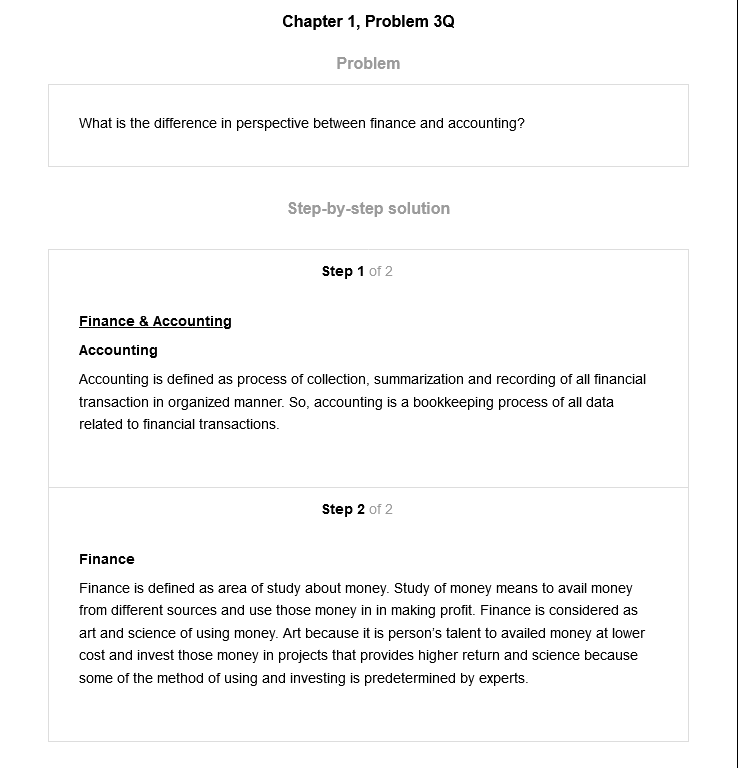 Chapter 1, Problem 3Q
Problem
What is the difference in perspective between finance and accounting?
Step-by-step solution
Step 1 of 2
Finance & Accounting
Accounting
Accounting is defined as process of collection, summarization and recording of all financial
transaction in organized manner. So, accounting is a bookkeeping process of all data
related to financial transactions.
Step 2 of 2
Finance
Finance is defined as area of study about money. Study of money means to avail money
from different sources and use those money in in making profit. Finance is considered as
art and science of using money. Art because it is person's talent to availed money at lower
cost and invest those money in projects that provides higher return and science because
some of the method of using and investing is predetermined by experts.